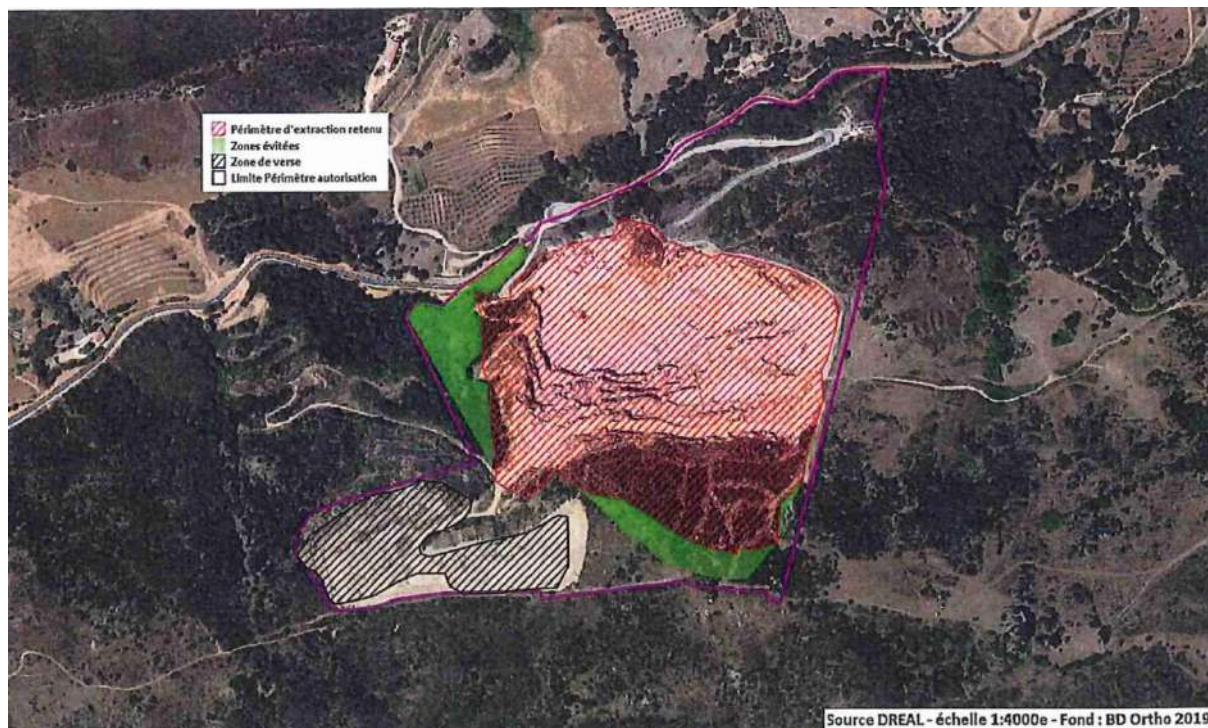 Périmètre d'extraction retenu
Zones évitées
Zone de verse
Limite Périmètre autorisation
Source DREAL - échelle 1:4000e - Fond : BD Ortho 2019